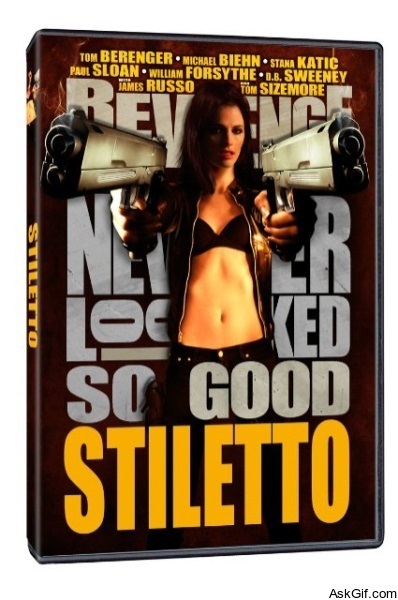 TOM BERENGER • MICHAEL BIEHN • STANA KATIC
PAUL SLOAN • WILLIAM FORSYTHE • D.B. SWEENEY
JAMES RUSSO TOM SIZEMORE
REVENGE
NEVER
LOOKED
SO GOOD
STILETTO
STILETTO
AskGif.com